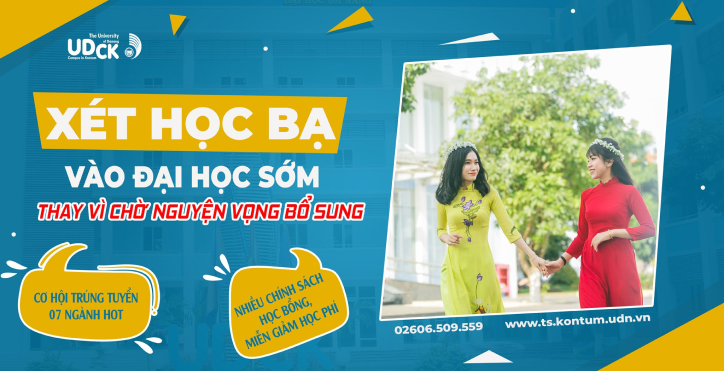 The University
of Danang
Campus in Kontum
UDCK
XÉT HỌC BẠ
VÀO ĐẠI HỌC SỚM
THAY VÌ CHỜ NGUYỆN VỌNG BỔ SUNG
CƠ HỘI TRÚNG TUYỂN
07 NGÀNH HOT
NHIỀU CHÍNH SÁCH
HỌC BỔNG,
MIỄN GIẢM HỌC PHÍ
02606.509.559
www.ts.kontum.udn.vn